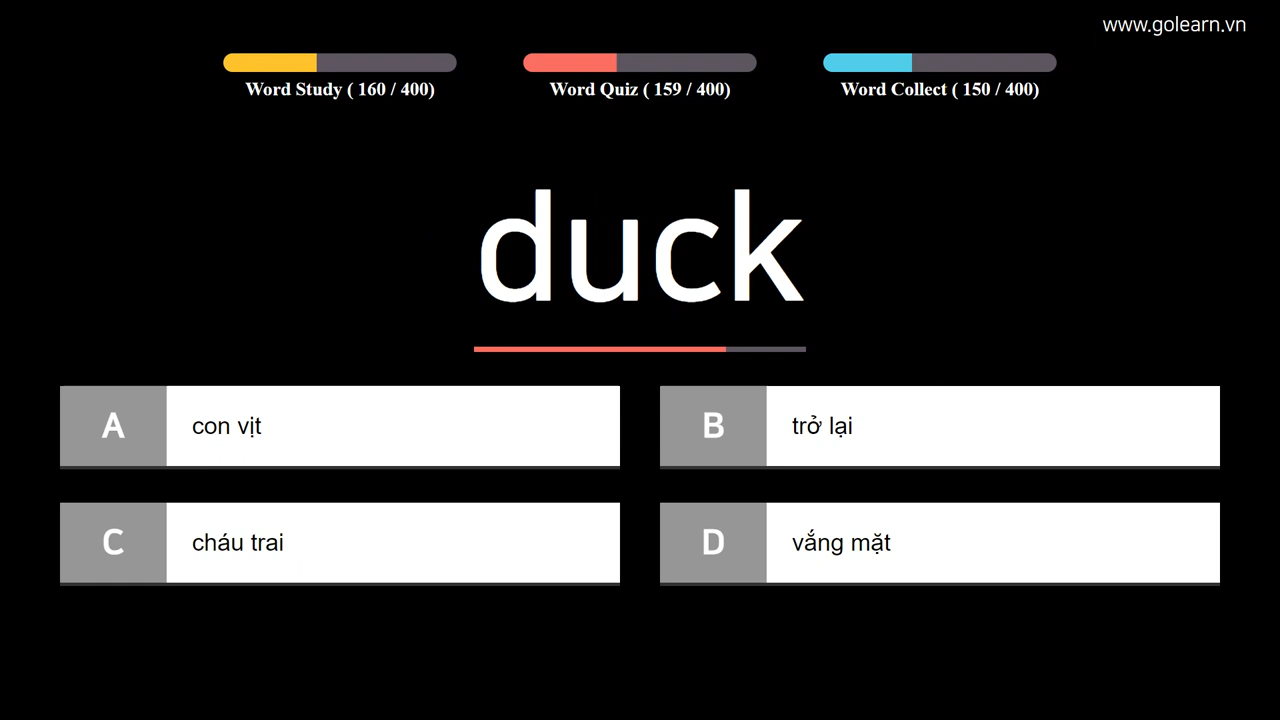 www.golearn.vn
Word Study ( 160 / 400)
Word Quiz ( 159 / 400)
Word Collect ( 150 / 400)
duck
A con vịt
B trở lại
C cháu trai
D vắng mặt